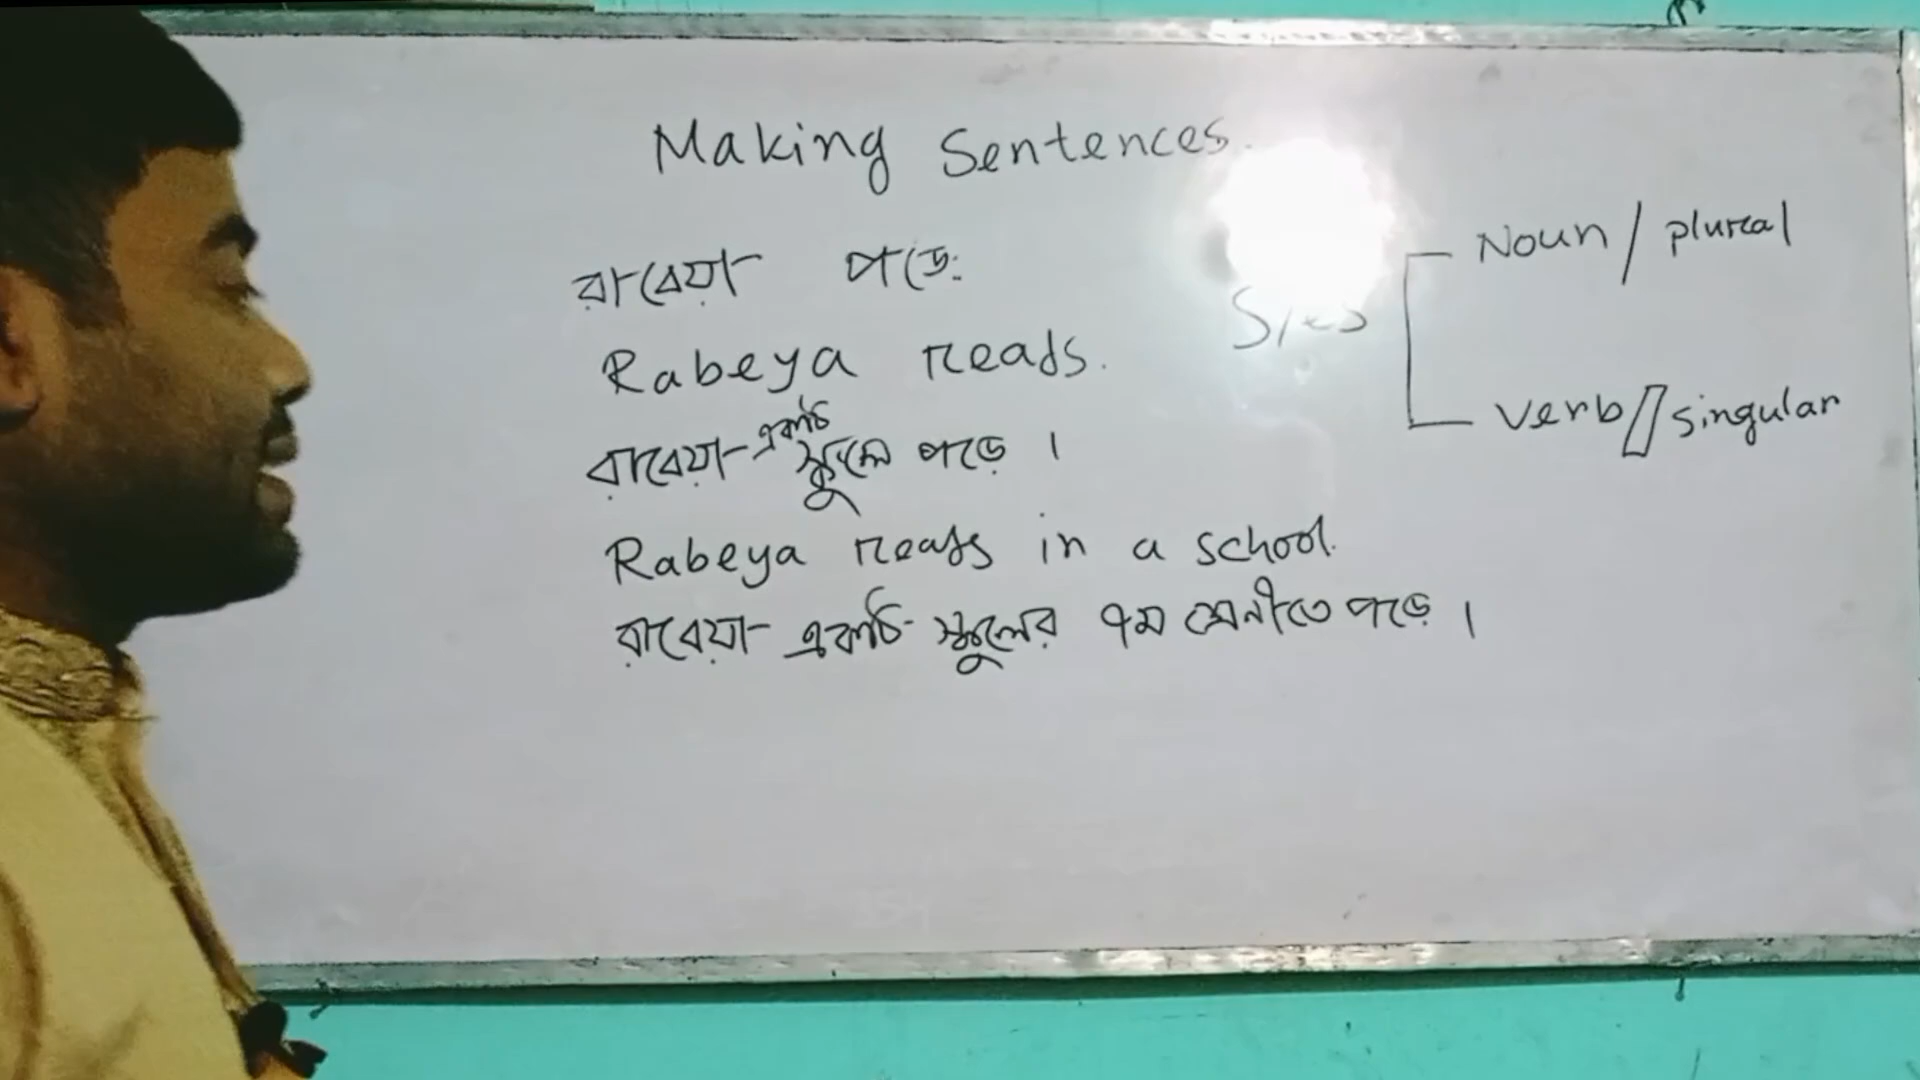 Making Sentences.
রাবেয়া পড়ে
Rabeya reads.
রাবেয়া একটি স্কুলে পড়ে ।
Rabeya reads in a school.
রাবেয়া একটি স্কুলের ৭ম শ্রেনীতে পড়ে ।
S/es
Noun / plural
verb // singular